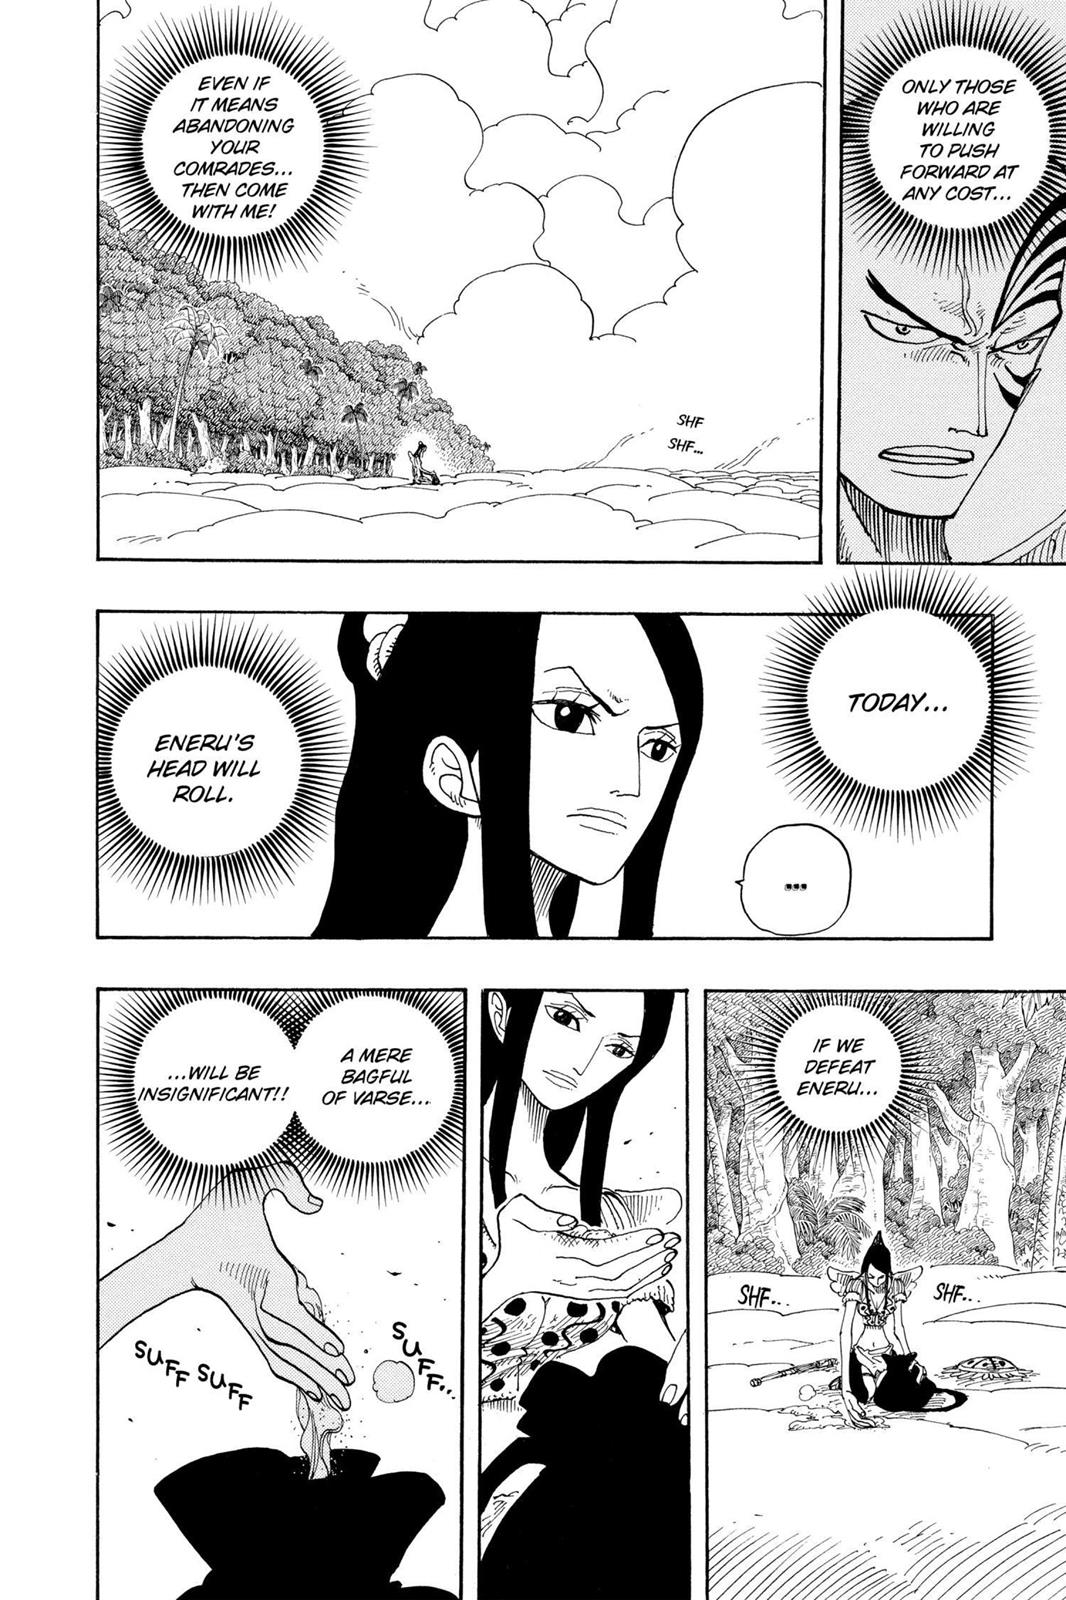 ONLY THOSE
WHO ARE
WILLING
TO PUSH
FORWARD AT
ANY COST...
EVEN IF
IT MEANS
ABANDONING
YOUR
COMRADES...
THEN COME
WITH ME!
SHF
SHF...
TODAY...
...
ENERU'S
HEAD WILL
ROLL.
IF WE
DEFEAT
ENERU...
SHF...
SHF...
A MERE
BAGFUL
OF VARSE...
...WILL BE
INSIGNIFICANT!!
SUFF...
SUFF SUFF